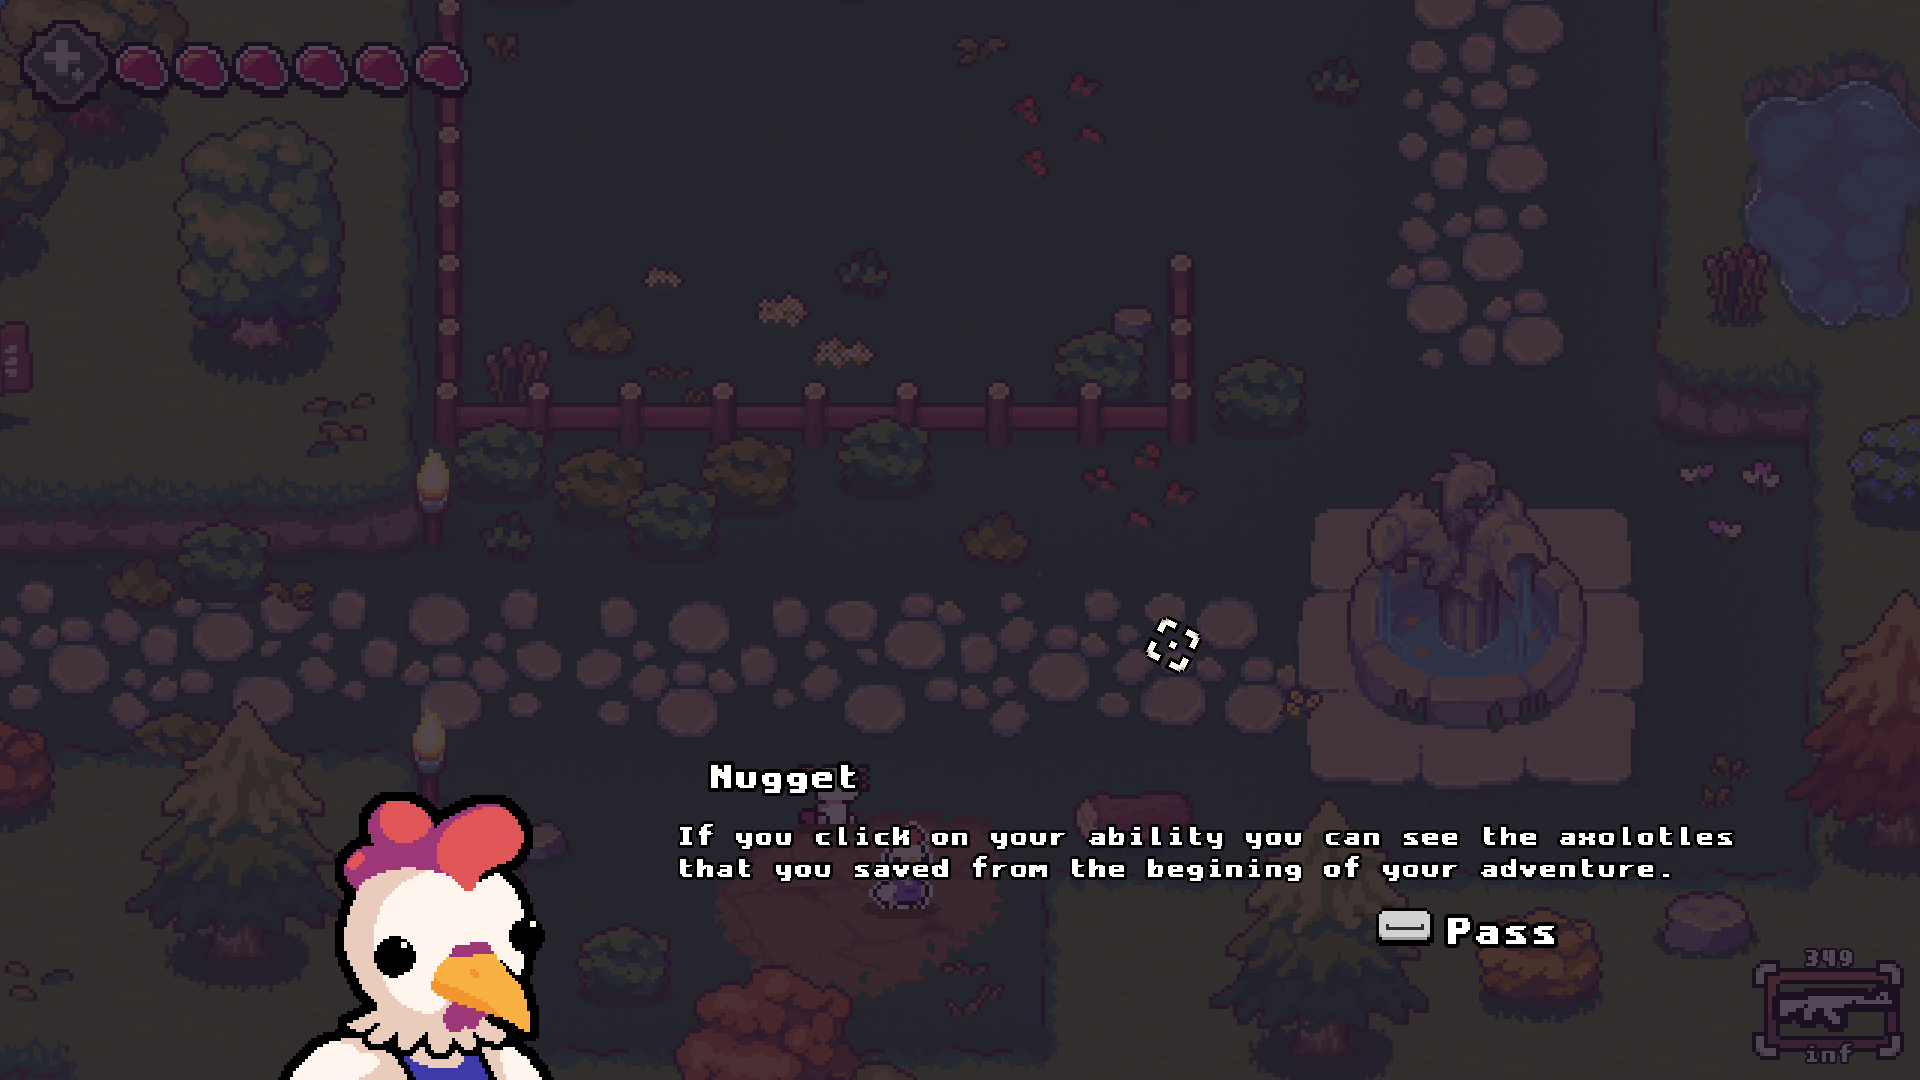 Nugget
If you click on your ability you can see the axolotles
that you saved from the begining of your adventure.
Pass
349
inf